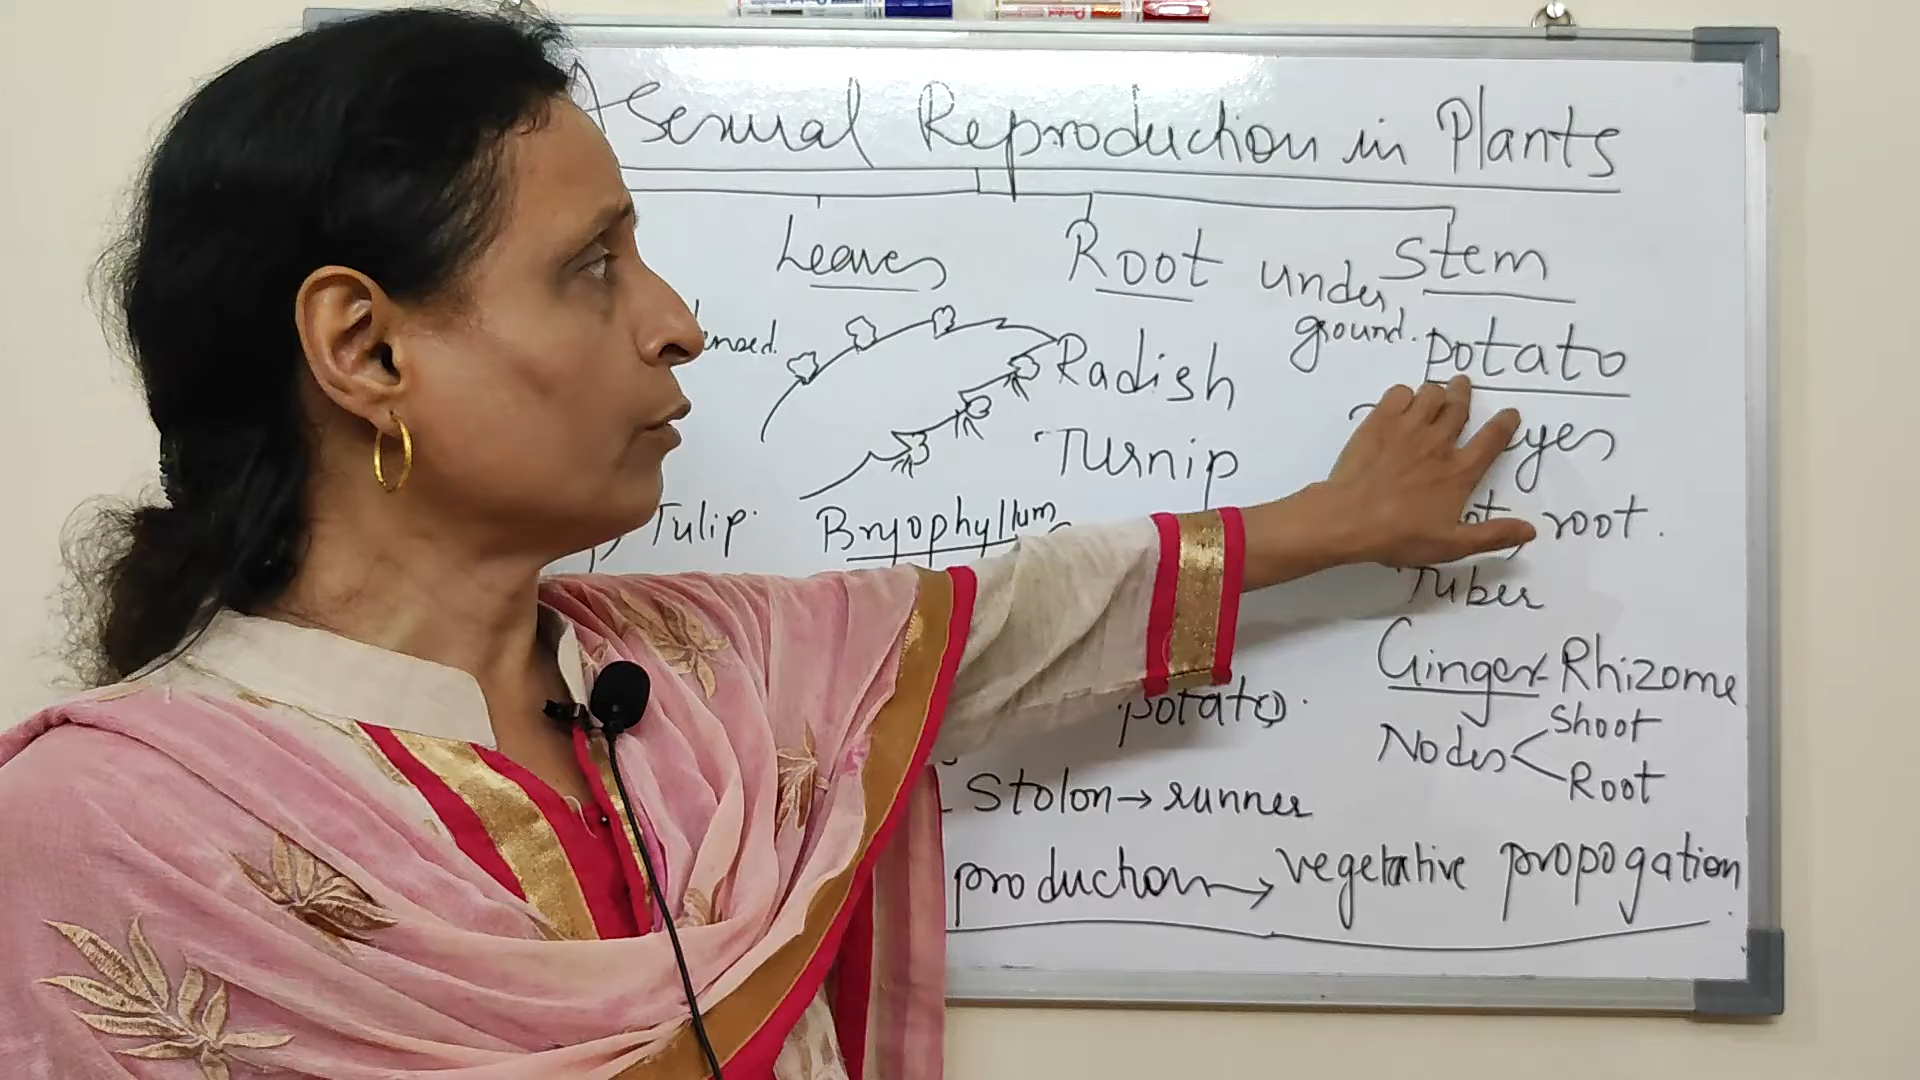 Asexual Reproduction in Plants
Leaves
Root
Stem
under
ground.
Radish
Turnip
potato
eyes
root.
Tuber
Tulip
Bryophyllum
Ginger-Rhizome
Nodes
Shoot
Root
potato
Stolon→runner
production→vegetative propogation